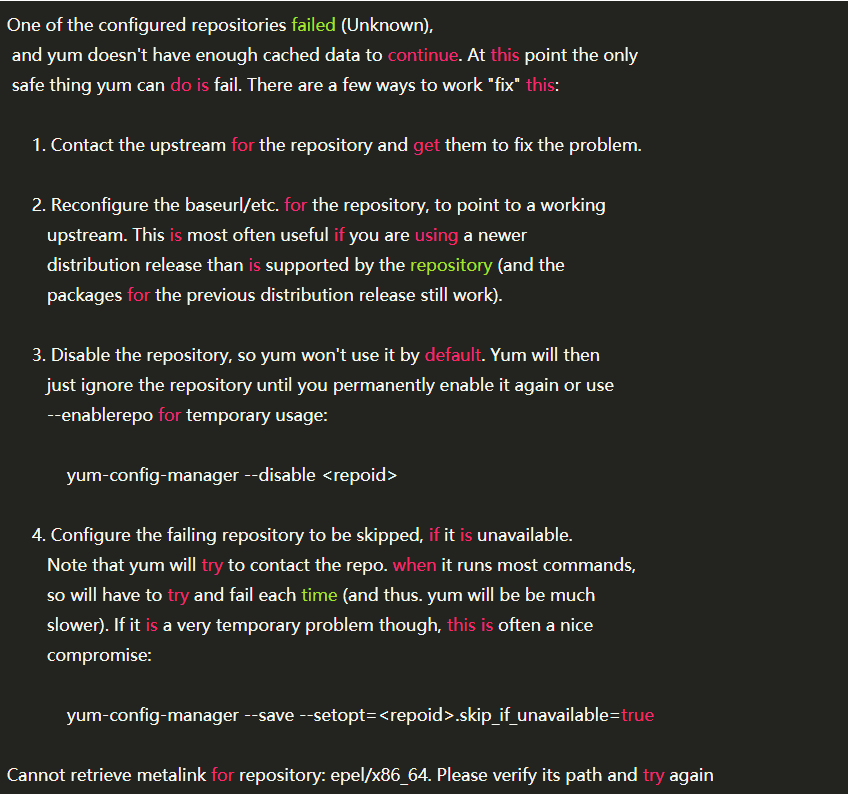 One of the configured repositories failed (Unknown),
and yum doesn't have enough cached data to continue. At this point the only
safe thing yum can do is fail. There are a few ways to work "fix" this:
1. Contact the upstream for the repository and get them to fix the problem.
2. Reconfigure the baseurl/etc. for the repository, to point to a working
upstream. This is most often useful if you are using a newer
distribution release than is supported by the repository (and the
packages for the previous distribution release still work).
3. Disable the repository, so yum won't use it by default. Yum will then
just ignore the repository until you permanently enable it again or use
--enablerepo for temporary usage:
yum-config-manager --disable <repoid>
4. Configure the failing repository to be skipped, if it is unavailable.
Note that yum will try to contact the repo. when it runs most commands,
so will have to try and fail each time (and thus. yum will be be much
slower). If it is a very temporary problem though, this is often a nice
compromise:
yum-config-manager --save --setopt=<repoid>.skip_if_unavailable=true
Cannot retrieve metalink for repository: epel/x86_64. Please verify its path and try again